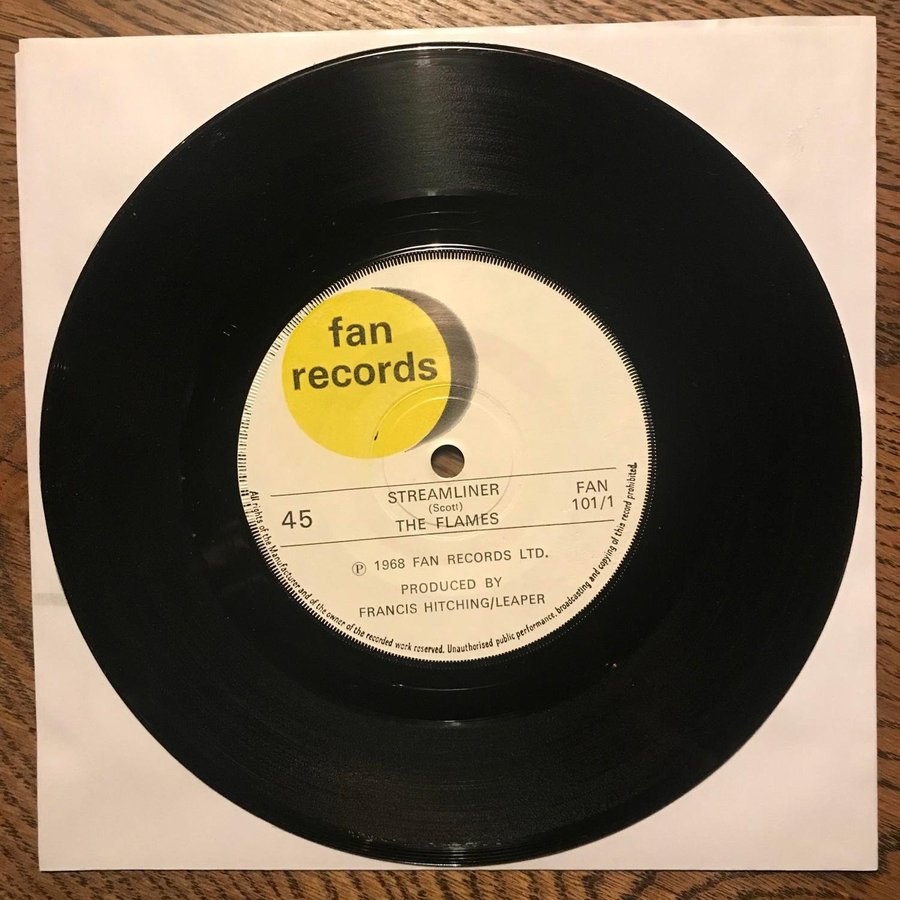 fan
records
STREAMLINER
(Scott)
THE FLAMES
45
FAN
101/1
Ⓟ 1968 FAN RECORDS LTD.
PRODUCED BY
FRANCIS HITCHING/LEAPER
All rights of the Manufacturer and of the owner of the recorded work reserved. Unauthorised public performance, broadcasting and copying of this record prohibited.